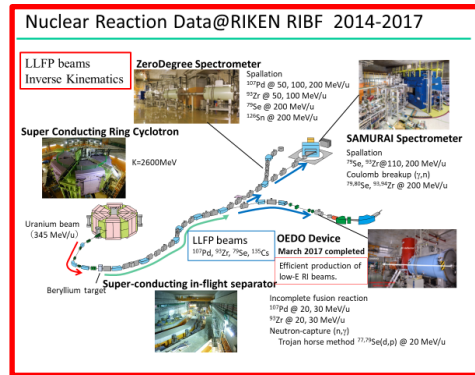 Nuclear Reaction Data@RIKEN RIBF 2014-2017
LLFP beams
Inverse Kinematics
ZeroDegree Spectrometer
Spallation
¹⁰⁷Pd @ 50, 100, 200 MeV/u
⁹³Zr @ 50, 100 MeV/u
⁷⁹Se @ 200 MeV/u
¹²⁶Sn @ 200 MeV/u
Super Conducting Ring Cyclotron
K=2600MeV
SAMURAI Spectrometer
Spallation
⁷⁹Se, ⁹³Zr@110, 200 MeV/u
Coulomb breakup (γ,n)
⁷⁹,⁸⁰Se, ⁹³,⁹⁴Zr @ 200 MeV/u
Uranium beam
(345 MeV/u)
Beryllium target
LLFP beams
¹⁰⁷Pd, ⁹³Zr, ⁷⁹Se, ¹³⁵Cs
OEDO Device
March 2017 completed
Efficient production of
low-E RI beams.
Super-conducting in-flight separator
Incomplete fusion reaction
¹⁰⁷Pd @ 20, 30 MeV/u
⁹³Zr @ 20, 30 MeV/u
Neutron-capture (n,γ)
Trojan horse method ⁷⁷,⁷⁹Se(d,p) @ 20 MeV/u